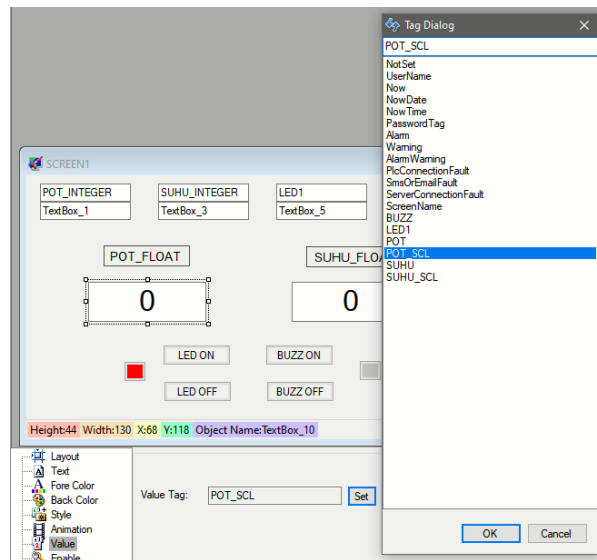 Tag Dialog
POT_SCL
NotSet
UserName
Now
NowDate
NowTime
PasswordTag
Alarm
Warning
AlarmWarning
PlcConnectionFault
SmsOrEmailFault
ServerConnectionFault
ScreenName
BUZZ
LED1
POT
POT_SCL
SUHU
SUHU_SCL
OK Cancel
SCREEN1
POT_INTEGER SUHU_INTEGER LED1
TextBox_1 TextBox_3 TextBox_5
POT_FLOAT SUHU_FLOA
0 0
LED ON BUZZ ON
LED OFF BUZZ OFF
Height:44 Width:130 X:68 Y:118 Object Name:TextBox_10
Layout
A Text
A Fore Color
Back Color
Style
Animation
Value
Enable
Value Tag: POT_SCL Set